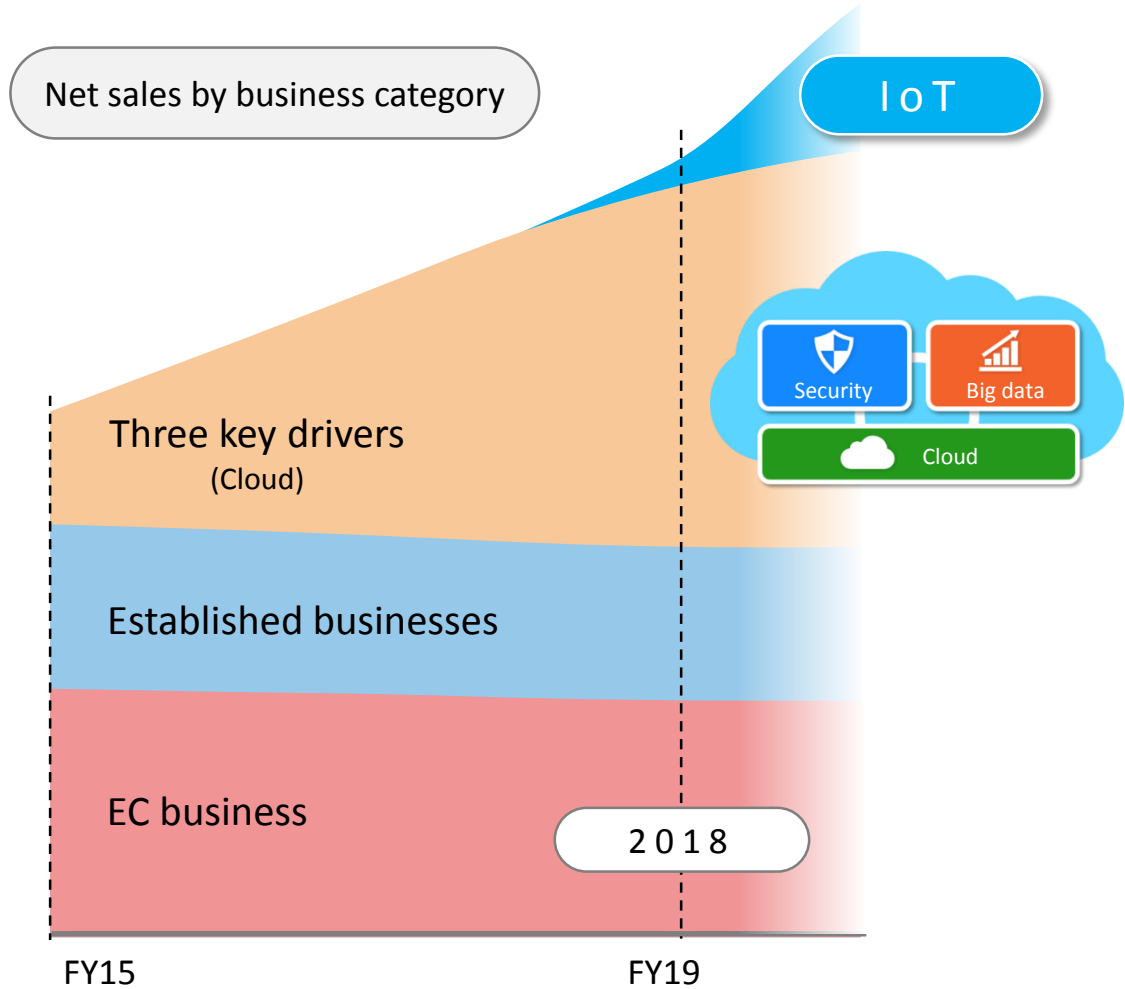 Net sales by business category
IoT
Security
Big data
Cloud
Three key drivers
(Cloud)
Established businesses
EC business
2018
FY15
FY19